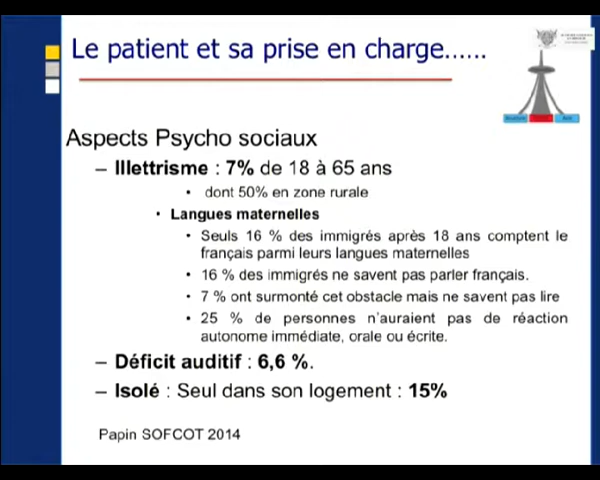 Le patient et sa prise en charge......
Aspects Psycho sociaux
– Illettrisme : 7% de 18 à 65 ans
• dont 50% en zone rurale
• Langues maternelles
• Seuls 16 % des immigrés après 18 ans comptent le
français parmi leurs langues maternelles
• 16 % des immigrés ne savent pas parler français.
• 7 % ont surmonté cet obstacle mais ne savent pas lire
• 25 % de personnes n'auraient pas de réaction
autonome immédiate, orale ou écrite.
– Déficit auditif : 6,6 %.
– Isolé : Seul dans son logement : 15%
Papin SOFCOT 2014